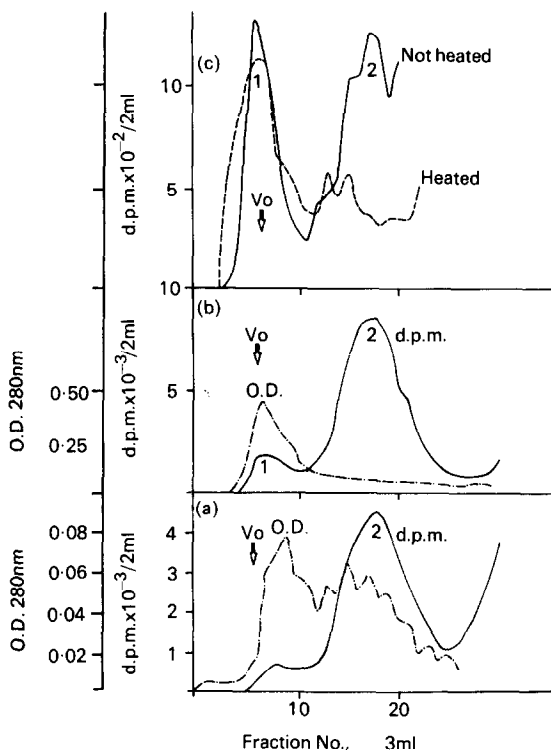 (c)
1
2
Not heated
Heated
Vo
10
5
d.p.m.x10⁻²/2ml
10
(b)
Vo
O.D.
1
2
d.p.m.
5
0·50
0·25
O.D. 280nm
d.p.m.x10⁻³/2ml
(a)
Vo
O.D.
2
d.p.m.
1
0·08
0·06
0·04
0·02
4
3
2
1
O.D. 280nm
d.p.m.x10⁻³/2ml
10
20
Fraction No., 3ml